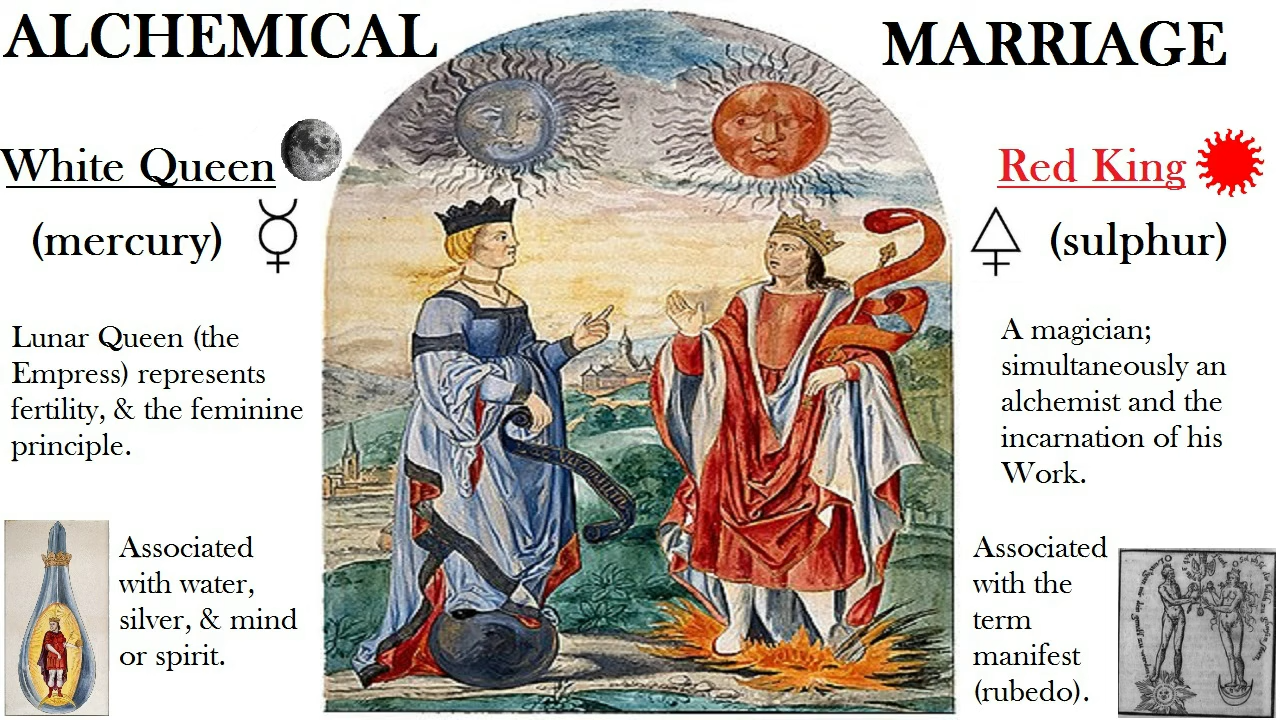 ALCHEMICAL MARRIAGE
White Queen
(mercury)
Lunar Queen (the
Empress) represents
fertility, & the feminine
principle.
Associated
with water,
silver, & mind
or spirit.
Red King
(sulphur)
A magician;
simultaneously an
alchemist and the
incarnation of his
Work.
Associated
with the
term
manifest
(rubedo).